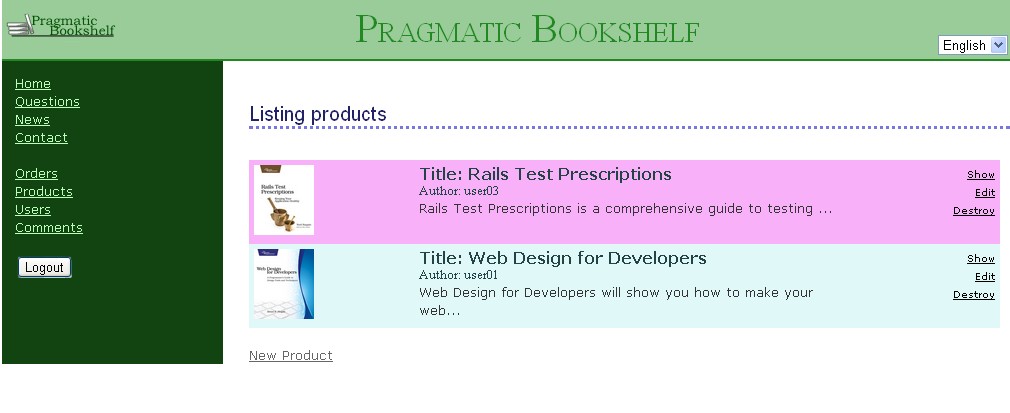 Pragmatic
Bookshelf
PRAGMATIC BOOKSHELF
English
Home
Questions
News
Contact
Orders
Products
Users
Comments
Logout
Listing products
Rails Test
Prescriptions
Title: Rails Test Prescriptions
Author: user03
Rails Test Prescriptions is a comprehensive guide to testing ...
Show
Edit
Destroy
Web Design
for Developers
Title: Web Design for Developers
Author: user01
Web Design for Developers will show you how to make your
web...
Show
Edit
Destroy
New Product